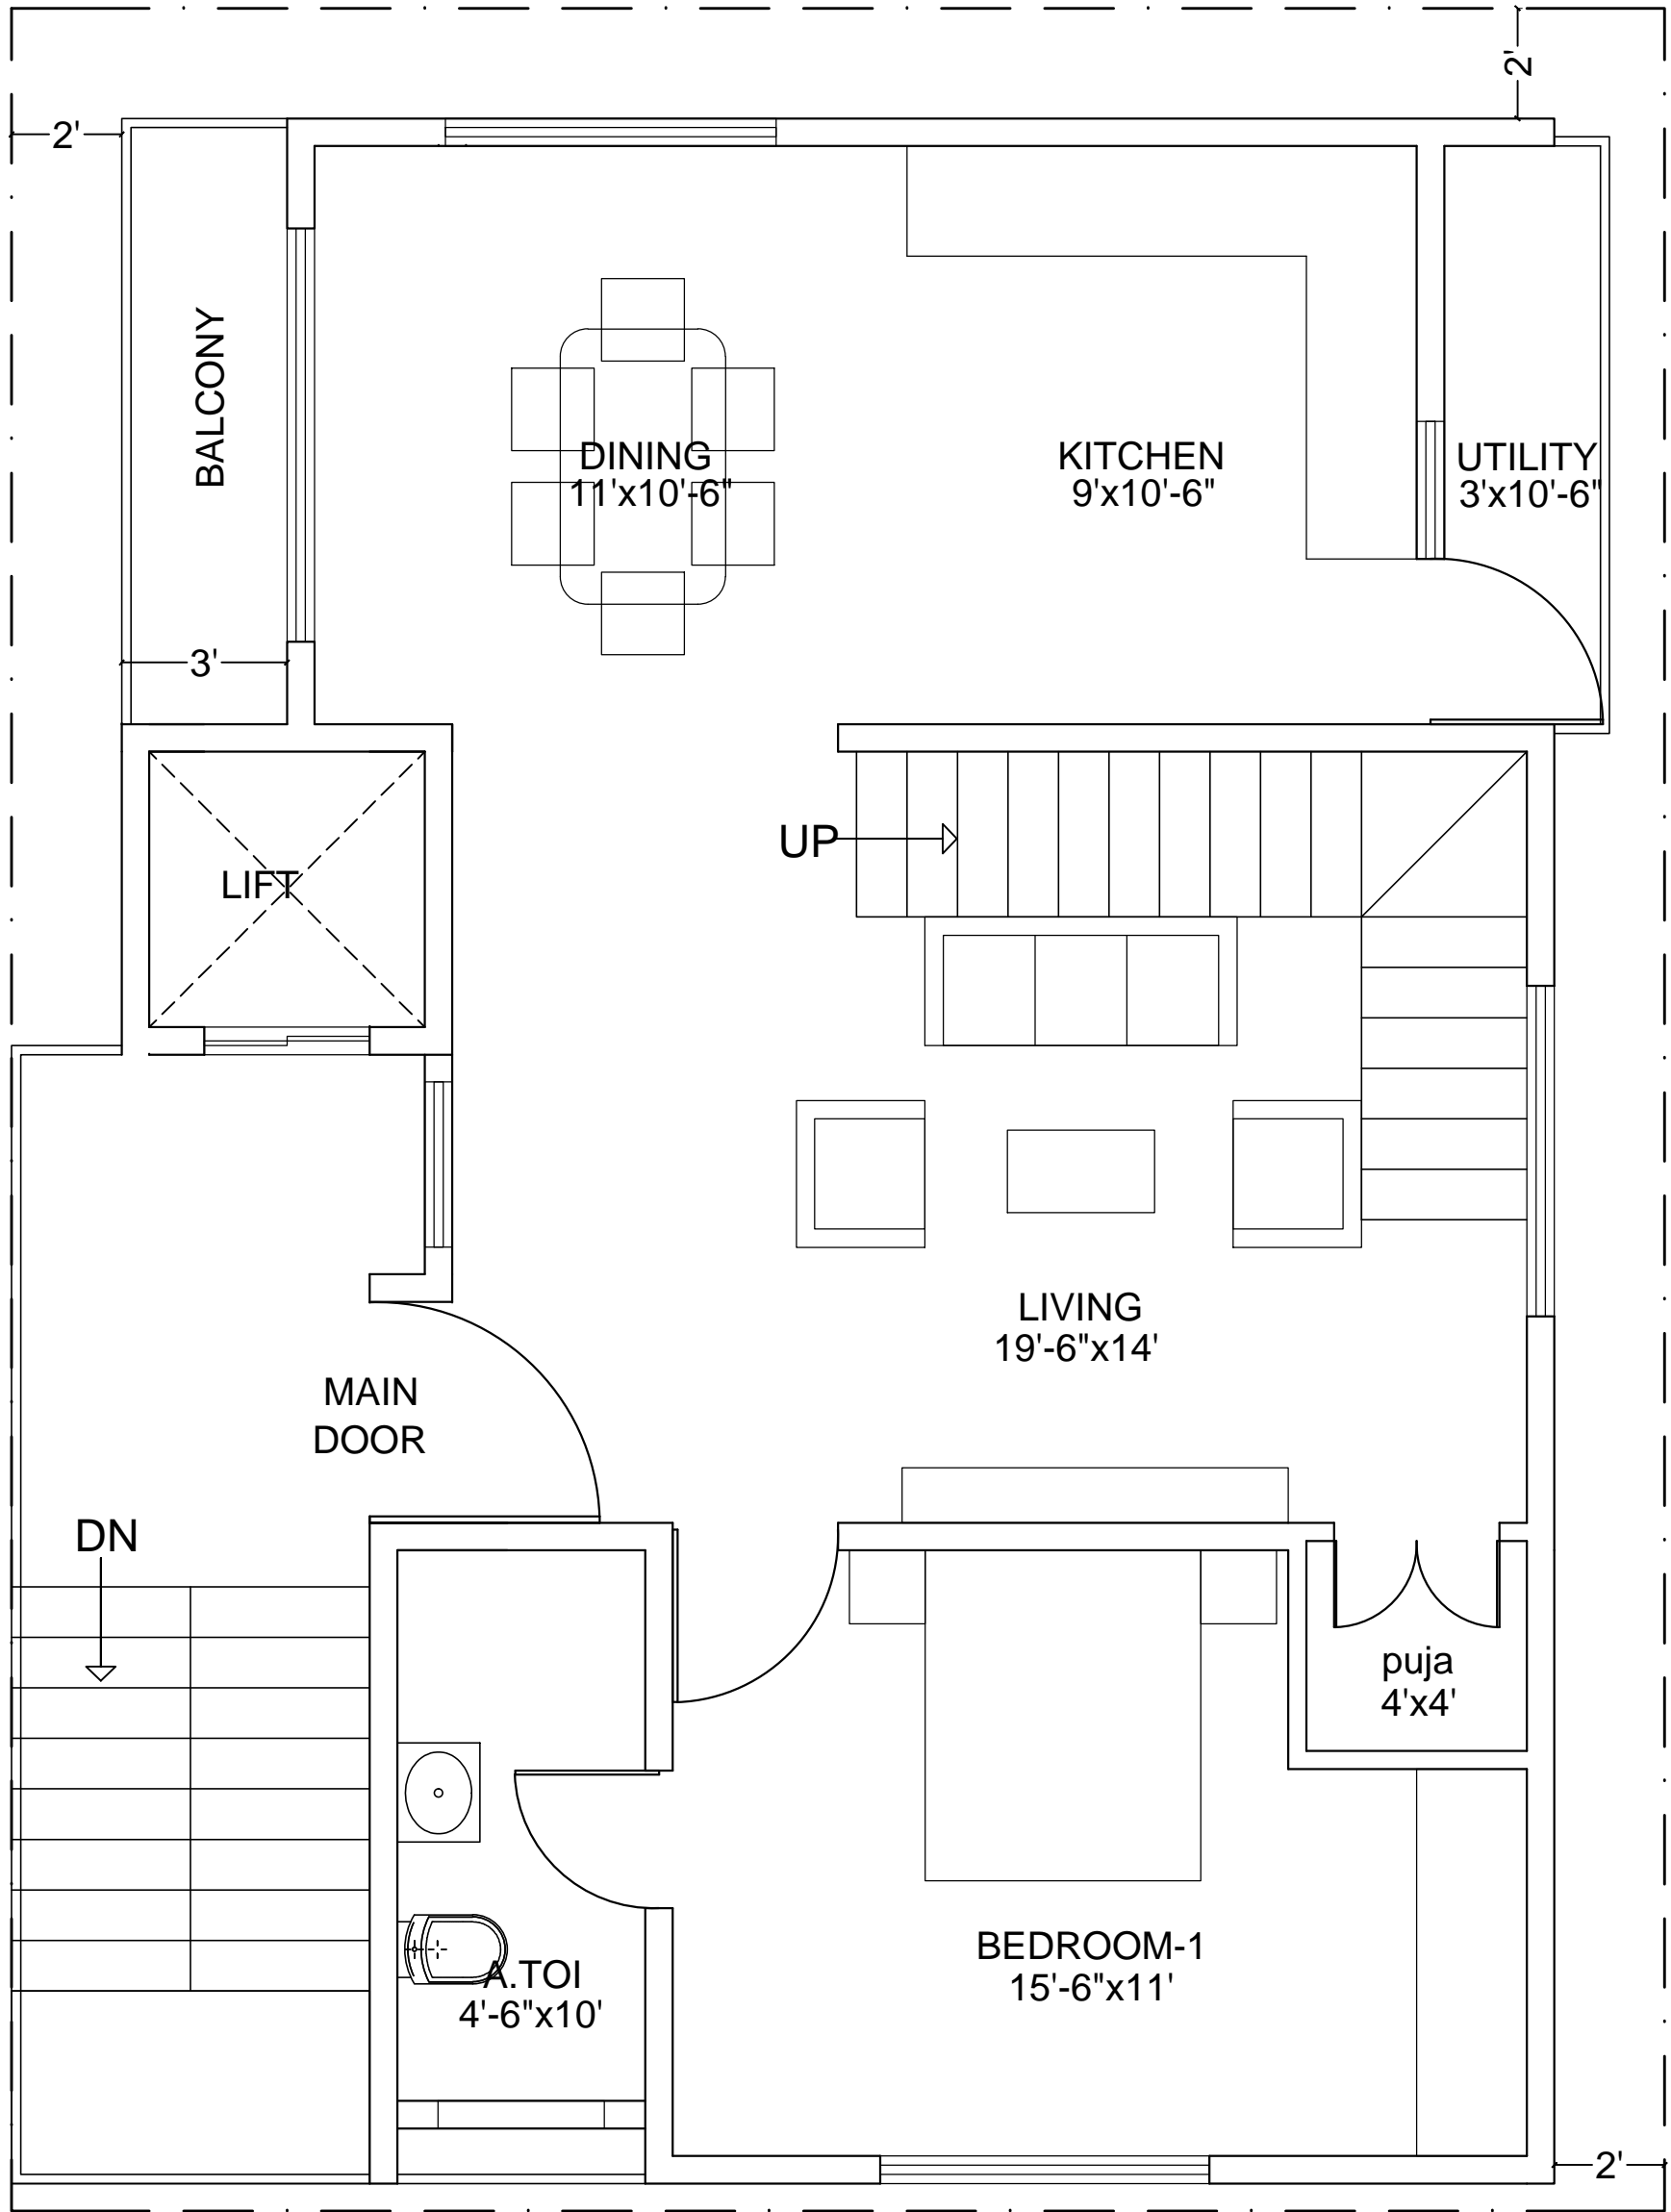 2'
2'
BALCONY
DINING
11'x10'-6"
KITCHEN
9'x10'-6"
UTILITY
3'x10'-6"
3'
UP
LIFT
LIVING
19'-6"x14'
MAIN
DOOR
DN
puja
4'x4'
BEDROOM-1
15'-6"x11'
A.TOI
4'-6"x10'
2'